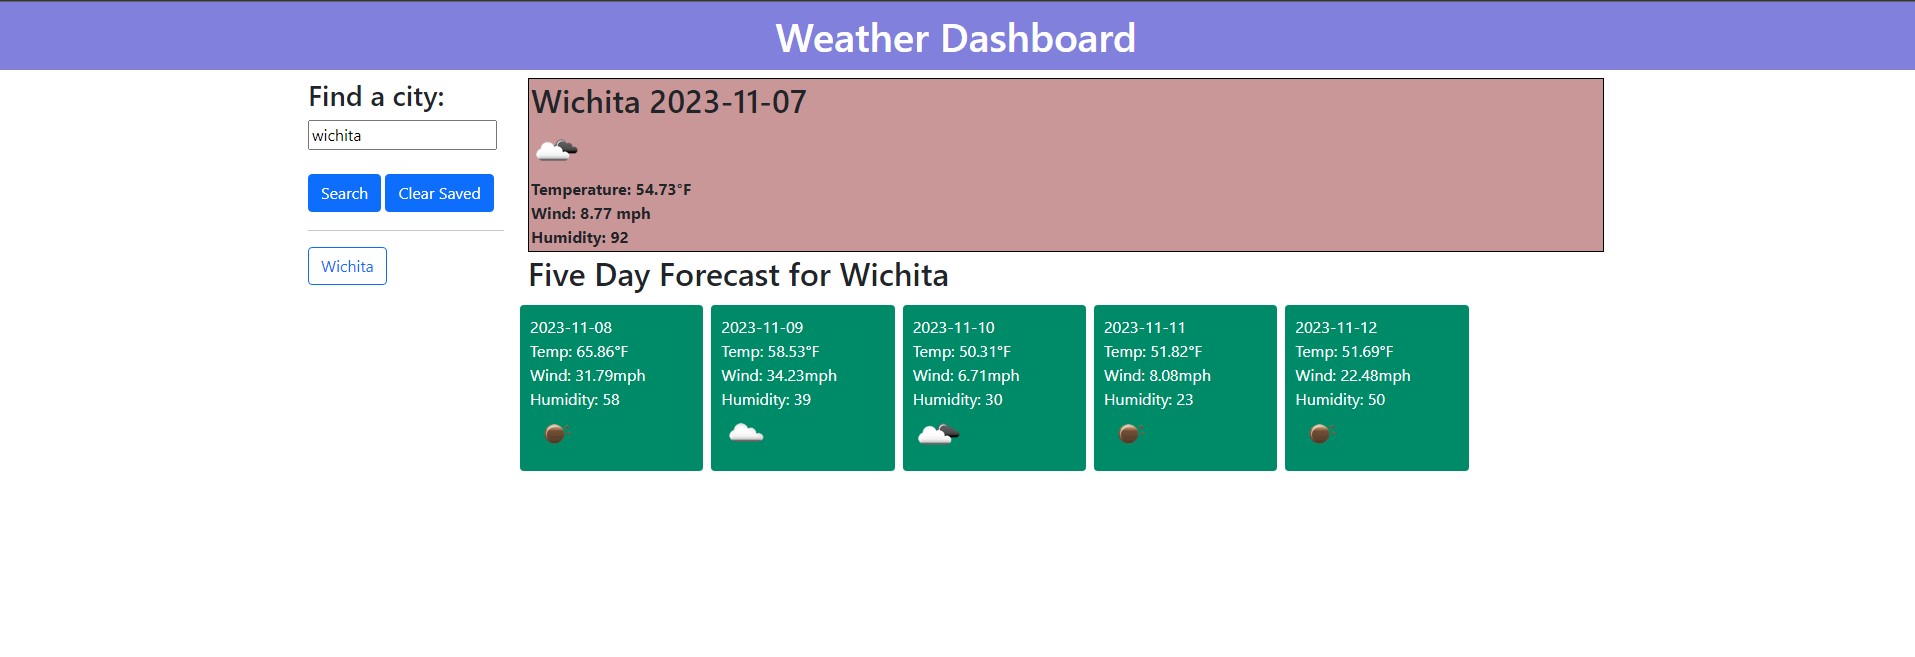 Weather Dashboard
Find a city:
wichita
Search Clear Saved
Wichita
Wichita 2023-11-07
Temperature: 54.73°F
Wind: 8.77 mph
Humidity: 92
Five Day Forecast for Wichita
2023-11-08
Temp: 65.86°F
Wind: 31.79mph
Humidity: 58
2023-11-09
Temp: 58.53°F
Wind: 34.23mph
Humidity: 39
2023-11-10
Temp: 50.31°F
Wind: 6.71mph
Humidity: 30
2023-11-11
Temp: 51.82°F
Wind: 8.08mph
Humidity: 23
2023-11-12
Temp: 51.69°F
Wind: 22.48mph
Humidity: 50